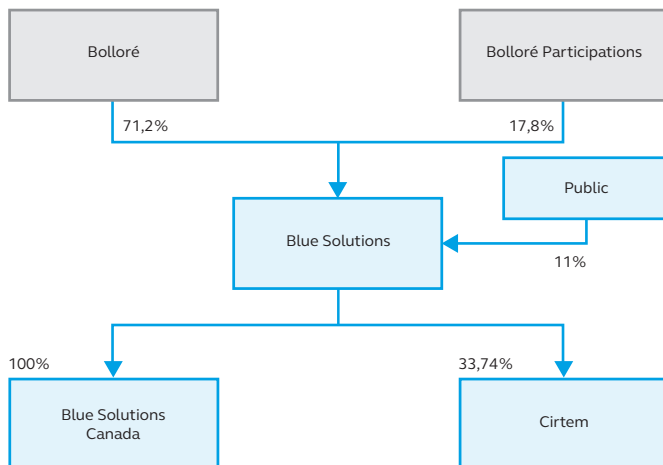 Bolloré
Bolloré Participations
71,2%
17,8%
Public
Blue Solutions
11%
100%
33,74%
Blue Solutions
Canada
Cirtem